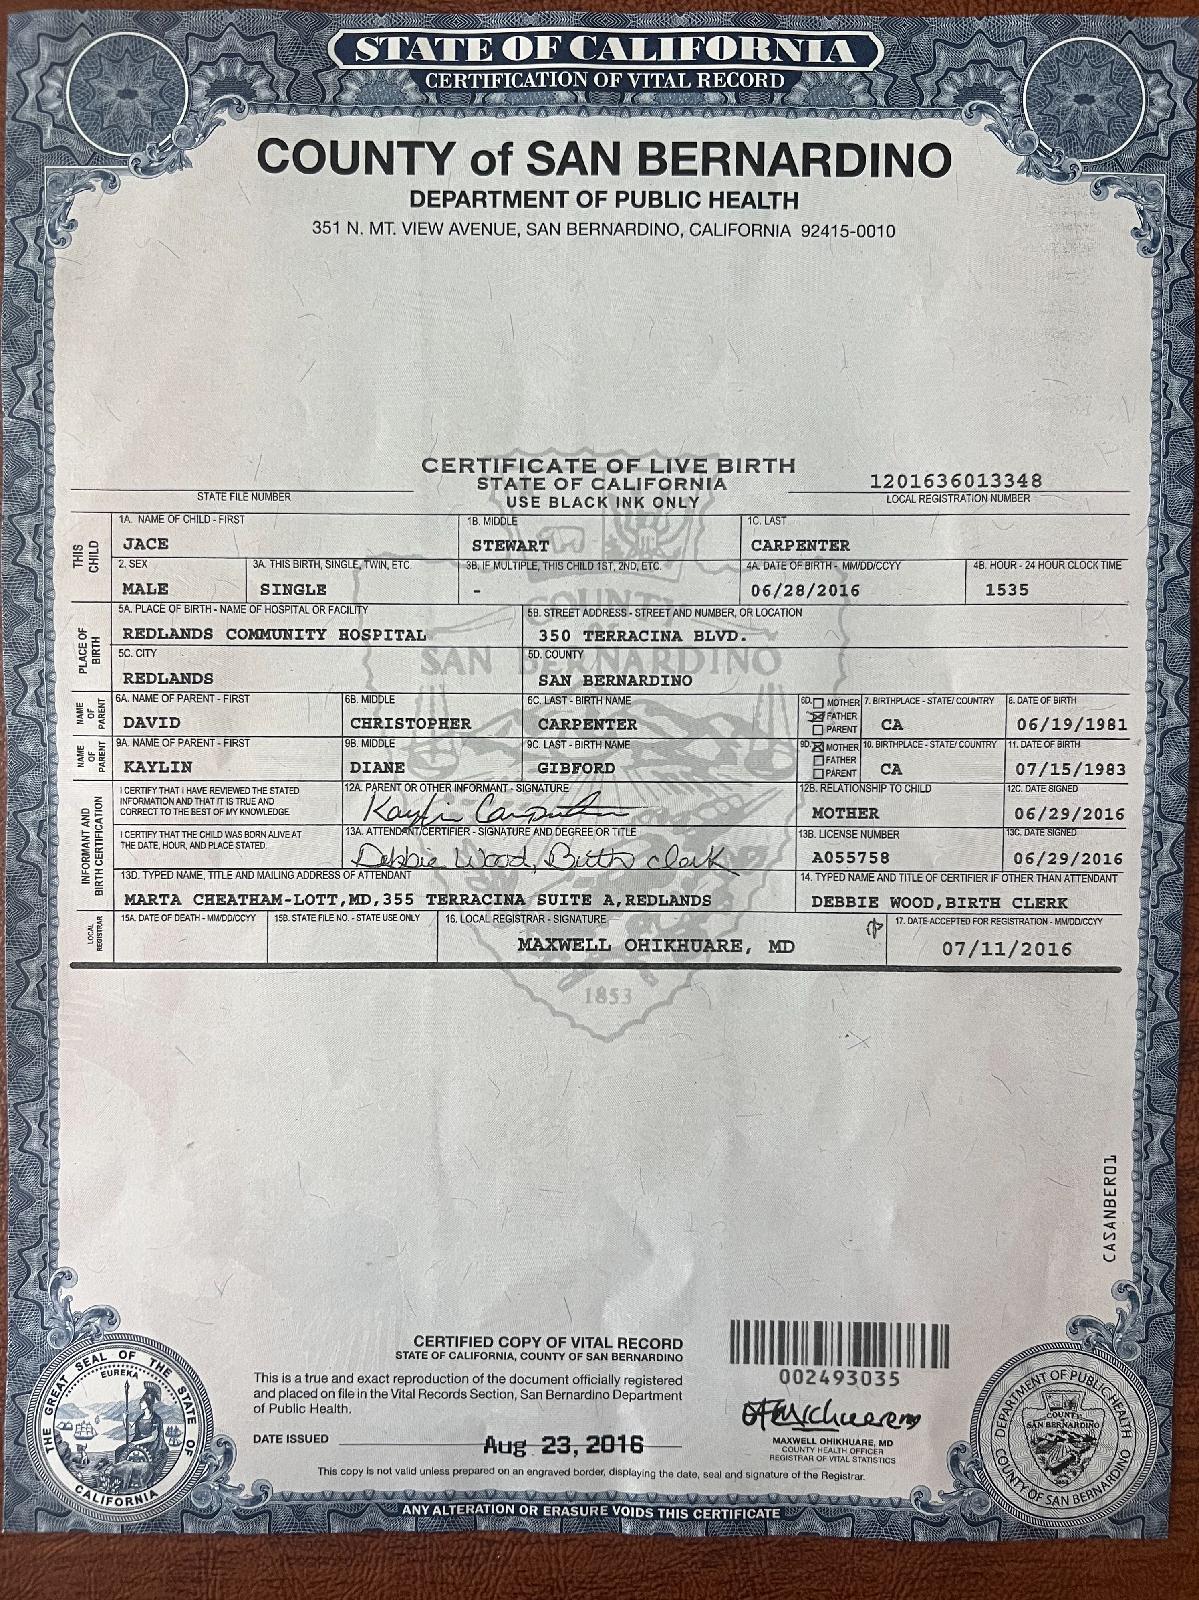 STATE OF CALIFORNIA
CERTIFICATION OF VITAL RECORD
COUNTY of SAN BERNARDINO
DEPARTMENT OF PUBLIC HEALTH
351 N. MT. VIEW AVENUE, SAN BERNARDINO, CALIFORNIA 92415-0010
CERTIFICATE OF LIVE BIRTH
STATE OF CALIFORNIA
USE BLACK INK ONLY
STATE FILE NUMBER
1201636013348
LOCAL REGISTRATION NUMBER
THIS CHILD
1A. NAME OF CHILD - FIRST 1B. MIDDLE 1C. LAST
JACE STEWART CARPENTER
2. SEX 3A. THIS BIRTH, SINGLE, TWIN, ETC. 3B. IF MULTIPLE, THIS CHILD 1ST, 2ND, ETC. 4A. DATE OF BIRTH - MM/DD/CCYY 4B. HOUR - 24 HOUR CLOCK TIME
MALE SINGLE - 06/28/2016 1535
PLACE OF BIRTH
5A. PLACE OF BIRTH - NAME OF HOSPITAL OR FACILITY 5B. STREET ADDRESS - STREET AND NUMBER, OR LOCATION
REDLANDS COMMUNITY HOSPITAL 350 TERRACINA BLVD.
5C. CITY 5D. COUNTY
REDLANDS SAN BERNARDINO
NAME OF PARENT
6A. NAME OF PARENT - FIRST 6B. MIDDLE 6C. LAST - BIRTH NAME 6D. MOTHER FATHER PARENT 7. BIRTHPLACE - STATE/ COUNTRY 8. DATE OF BIRTH
DAVID CHRISTOPHER CARPENTER CA 06/19/1981
NAME OF PARENT
9A. NAME OF PARENT - FIRST 9B. MIDDLE 9C. LAST - BIRTH NAME 9D. MOTHER FATHER PARENT 10. BIRTHPLACE - STATE/ COUNTRY 11. DATE OF BIRTH
KAYLIN DIANE GIBFORD CA 07/15/1983
INFORMANT AND BIRTH CERTIFICATION
I CERTIFY THAT I HAVE REVIEWED THE STATED
INFORMATION AND THAT IT IS TRUE AND
CORRECT TO THE BEST OF MY KNOWLEDGE.
12A. PARENT OR OTHER INFORMANT - SIGNATURE 12B. RELATIONSHIP TO CHILD 12C. DATE SIGNED
Kaylin Carpenter MOTHER 06/29/2016
I CERTIFY THAT THE CHILD WAS BORN ALIVE AT
THE DATE, HOUR, AND PLACE STATED.
13A. ATTENDANT/CERTIFIER - SIGNATURE AND DEGREE OR TITLE 13B. LICENSE NUMBER 13C. DATE SIGNED
Debbie Wood, Birth clerk A055758 06/29/2016
13D. TYPED NAME, TITLE AND MAILING ADDRESS OF ATTENDANT 14. TYPED NAME AND TITLE OF CERTIFIER IF OTHER THAN ATTENDANT
MARTA CHEATHAM-LOTT,MD,355 TERRACINA SUITE A,REDLANDS DEBBIE WOOD,BIRTH CLERK
LOCAL REGISTRAR
15A. DATE OF DEATH - MM/DD/CCYY 15B. STATE FILE NO. - STATE USE ONLY 16. LOCAL REGISTRAR - SIGNATURE 17. DATE ACCEPTED FOR REGISTRATION - MM/DD/CCYY
MAXWELL OHIKHUARE, MD 07/11/2016
COUNTY
SAN BERNARDINO
1853
CASANBER01
CERTIFIED COPY OF VITAL RECORD
STATE OF CALIFORNIA, COUNTY OF SAN BERNARDINO
This is a true and exact reproduction of the document officially registered
and placed on file in the Vital Records Section, San Bernardino Department
of Public Health.
DATE ISSUED Aug 23, 2016
002493035
MAXWELL OHIKHUARE, MD
COUNTY HEALTH OFFICER
REGISTRAR OF VITAL STATISTICS
This copy is not valid unless prepared on an engraved border, displaying the date, seal and signature of the Registrar.
THE GREAT SEAL OF THE STATE OF CALIFORNIA
EUREKA
DEPARTMENT OF PUBLIC HEALTH
COUNTY OF SAN BERNARDINO
COUNTY
SAN BERNARDINO
ANY ALTERATION OR ERASURE VOIDS THIS CERTIFICATE